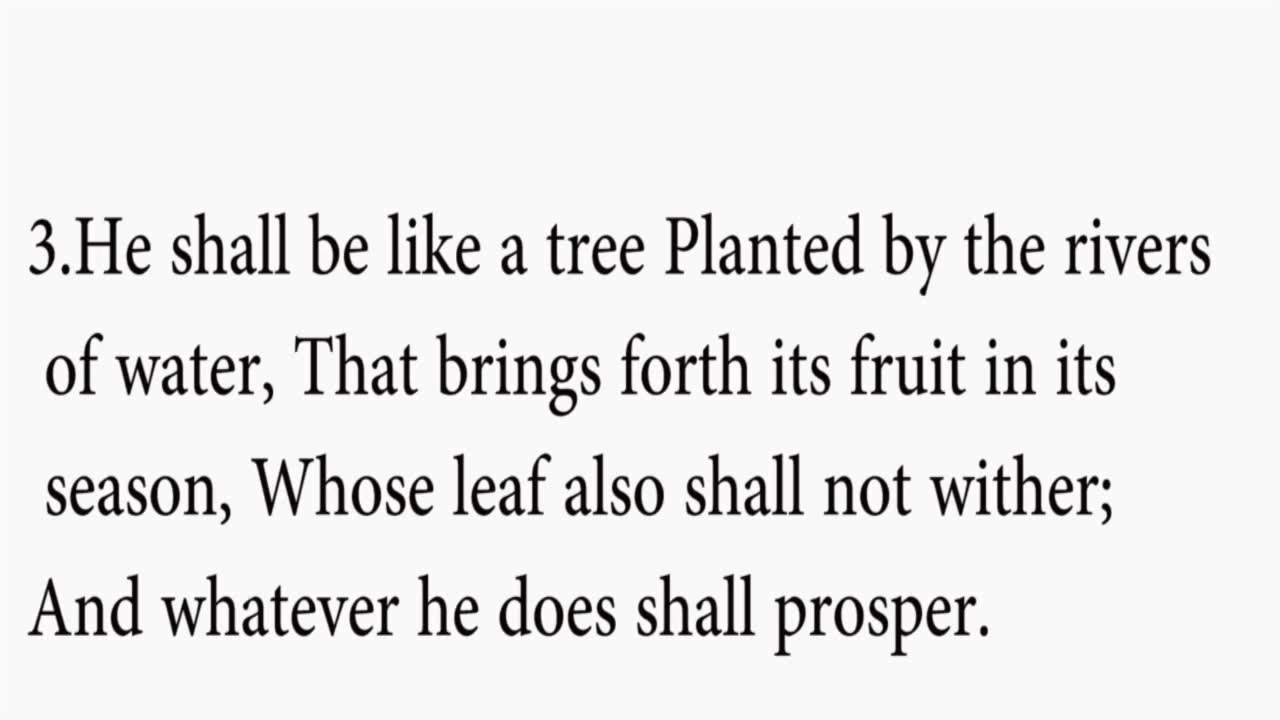 3.He shall be like a tree Planted by the rivers
of water, That brings forth its fruit in its
season, Whose leaf also shall not wither;
And whatever he does shall prosper.